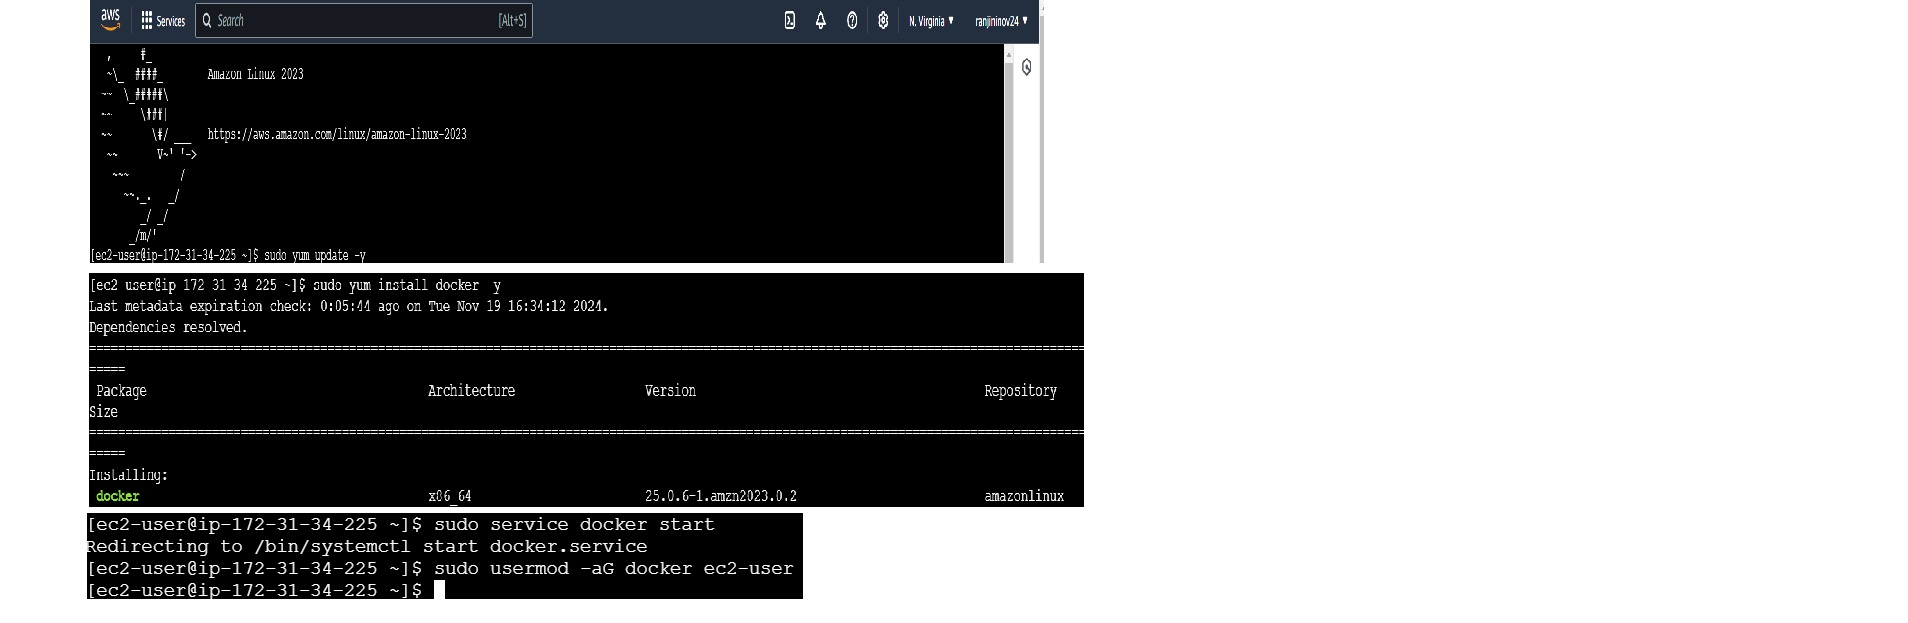 aws Services Search [Alt+S] N. Virginia ranjininov24
,     #_
~\_  ####_        Amazon Linux 2023
~~  \_#####\
~~     \###|
~~       \#/ ___   https://aws.amazon.com/linux/amazon-linux-2023
~~       V~' '->
~~~         /
~~._.   _/
_/ _/
_/m/'
[ec2-user@ip-172-31-34-225 ~]$ sudo yum update -y
[ec2 user@ip 172 31 34 225 ~]$ sudo yum install docker  y
Last metadata expiration check: 0:05:44 ago on Tue Nov 19 16:34:12 2024.
Dependencies resolved.
=====
Package Architecture Version Repository
Size
=====
Installing:
docker x86_64 25.0.6-1.amzn2023.0.2 amazonlinux
[ec2-user@ip-172-31-34-225 ~]$ sudo service docker start
Redirecting to /bin/systemctl start docker.service
[ec2-user@ip-172-31-34-225 ~]$ sudo usermod -aG docker ec2-user
[ec2-user@ip-172-31-34-225 ~]$